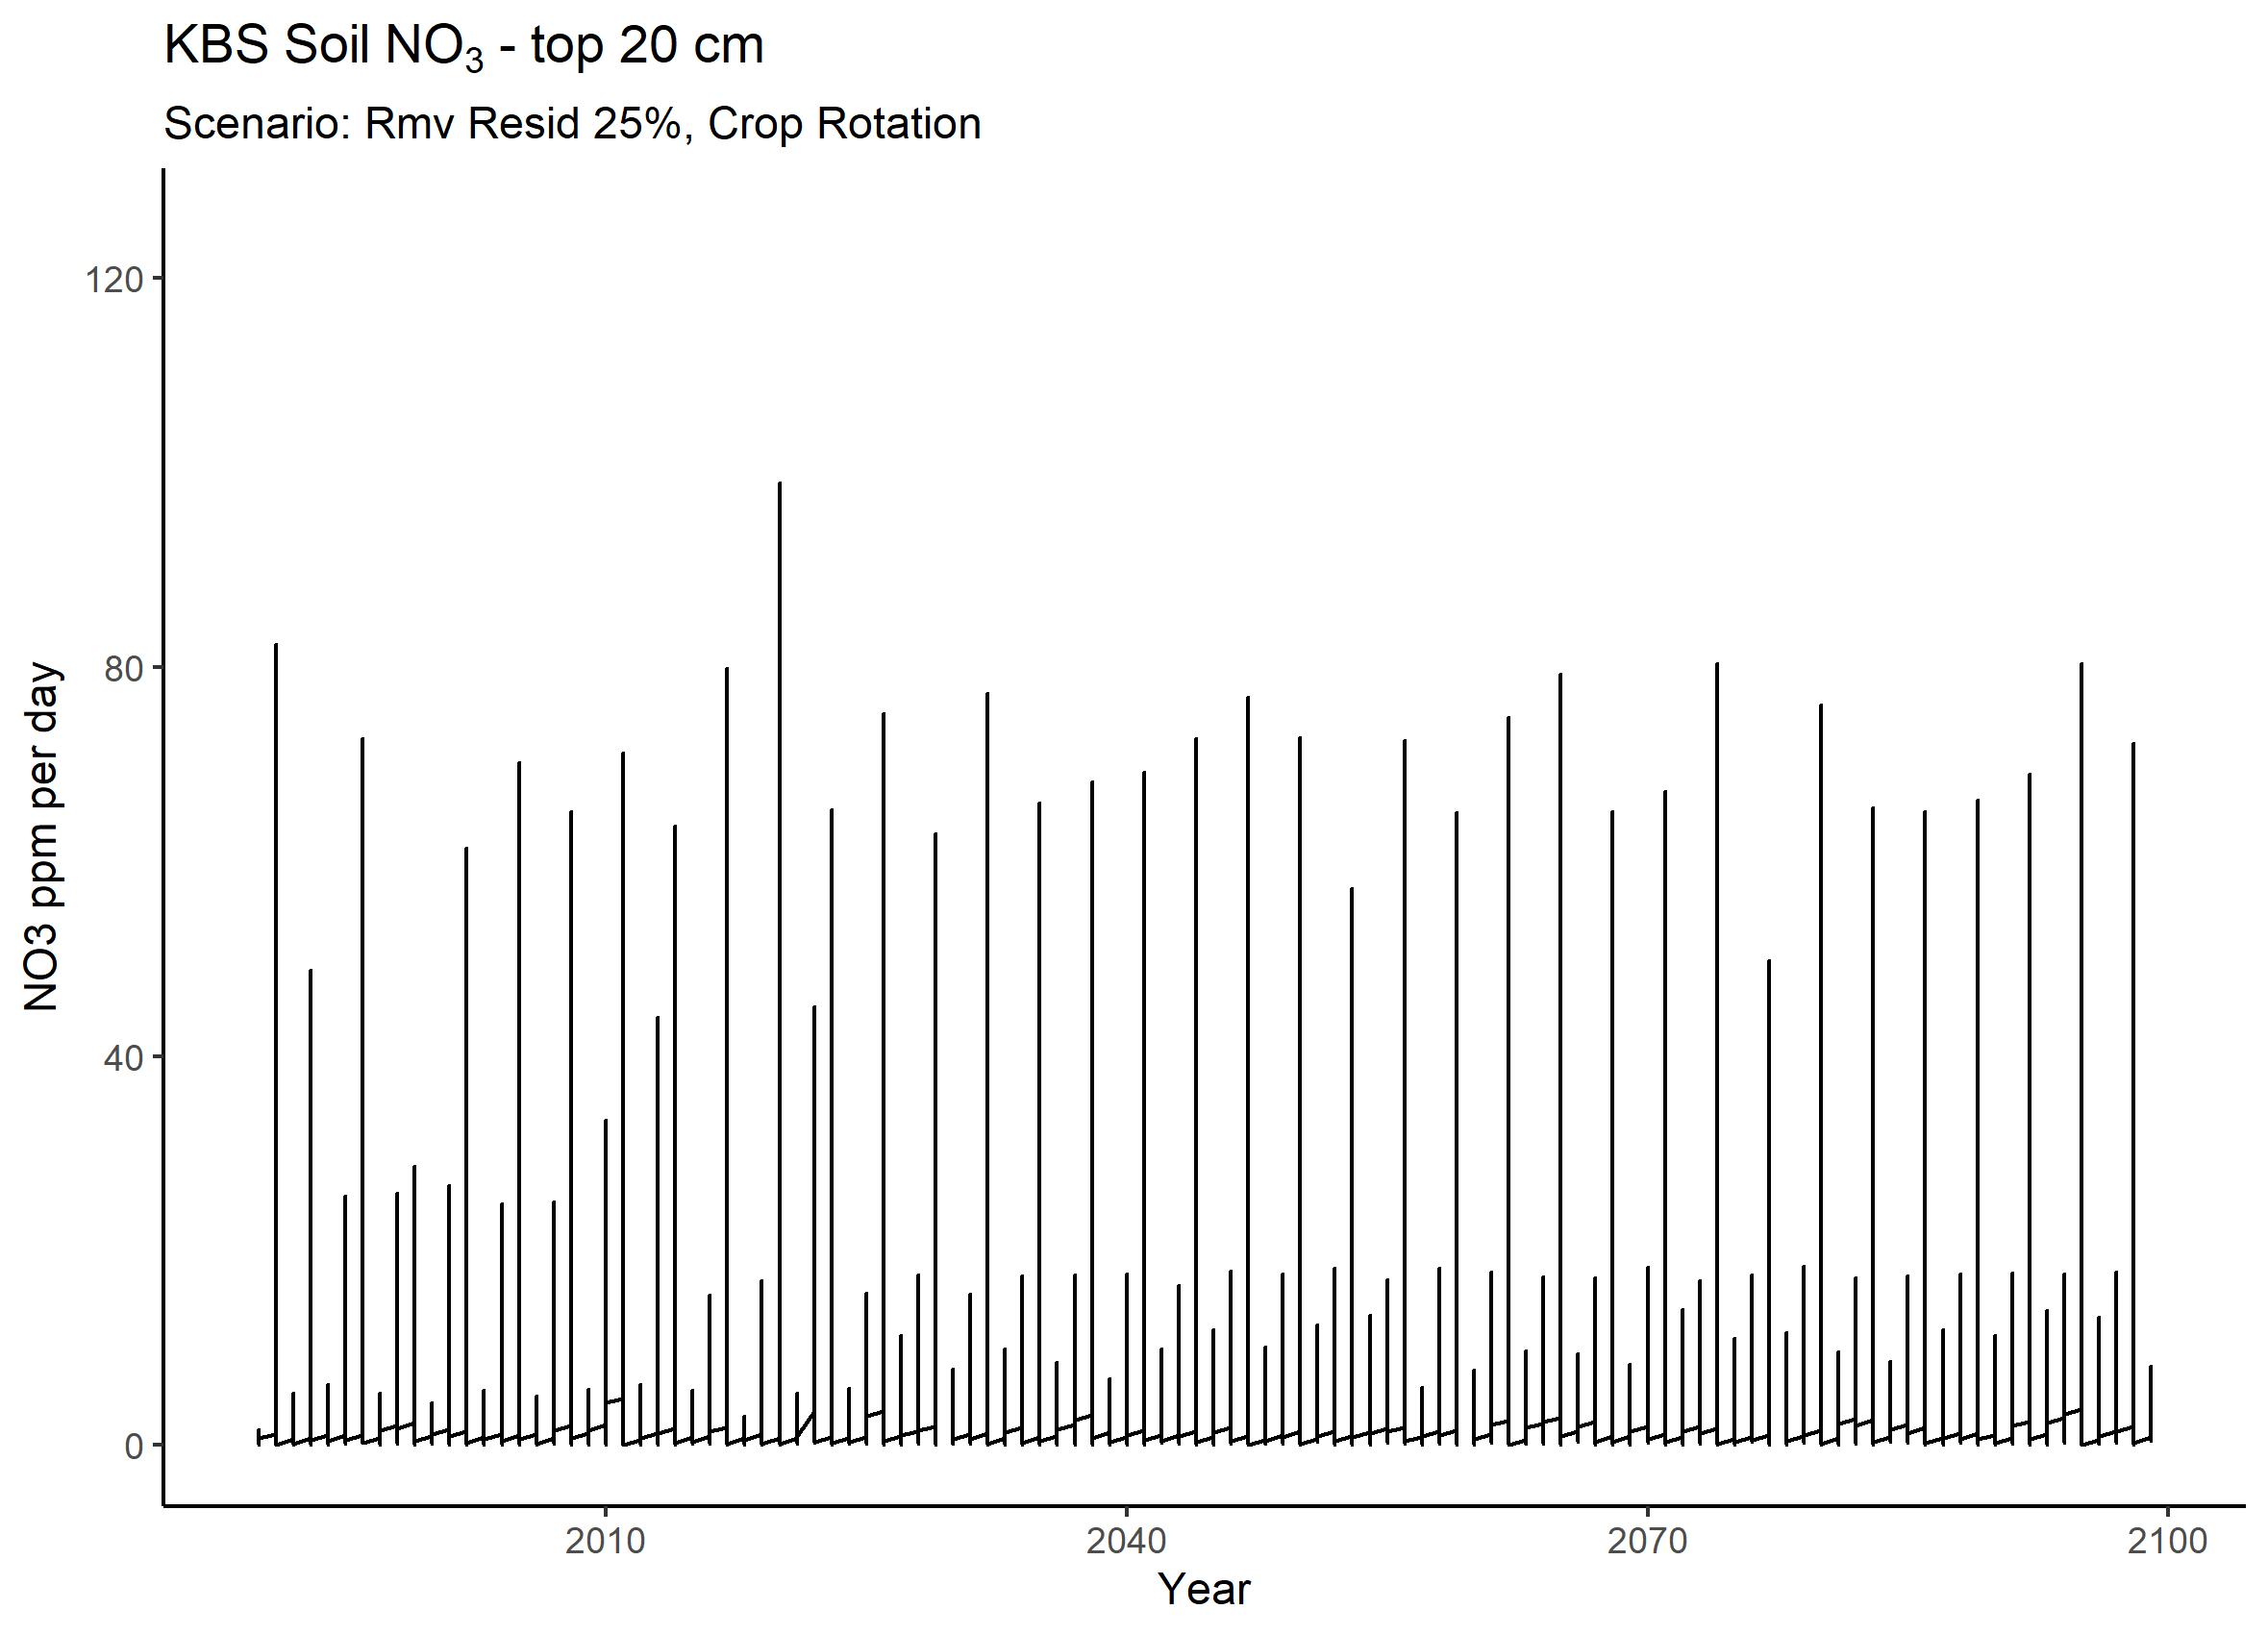 KBS Soil NO₃ - top 20 cm
Scenario: Rmv Resid 25%, Crop Rotation
NO3 ppm per day
120
80
40
0
2010 2040 2070 2100
Year